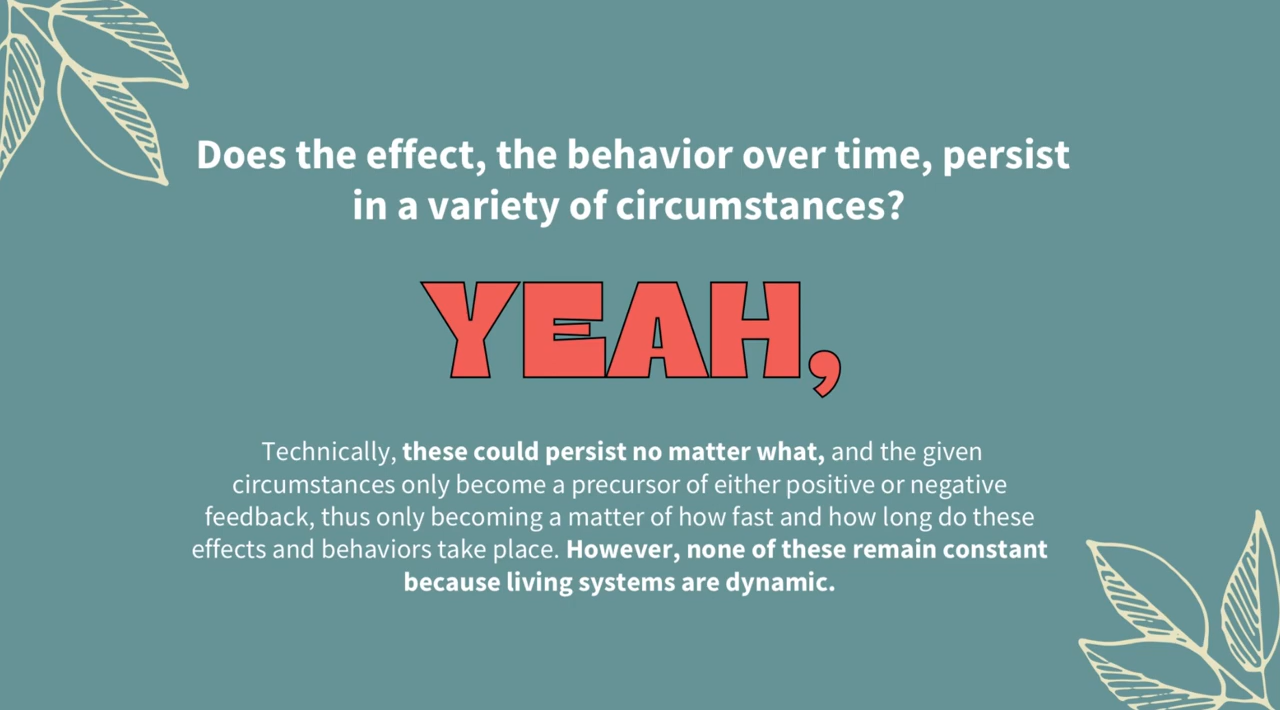 Does the effect, the behavior over time, persist
in a variety of circumstances?
YEAH,
Technically, these could persist no matter what, and the given
circumstances only become a precursor of either positive or negative
feedback, thus only becoming a matter of how fast and how long do these
effects and behaviors take place. However, none of these remain constant
because living systems are dynamic.